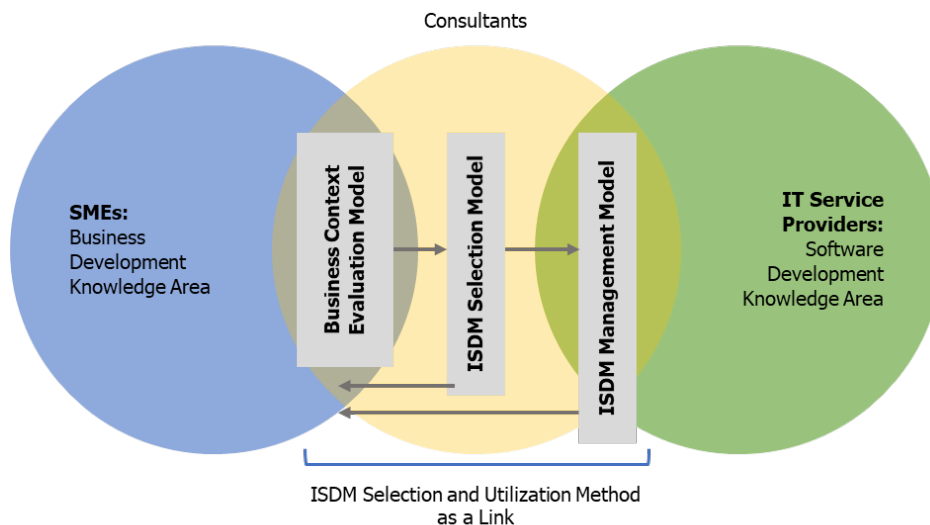 Consultants
SMEs:
Business
Development
Knowledge Area
Business Context
Evaluation Model
ISDM Selection Model
ISDM Management Model
IT Service
Providers:
Software
Development
Knowledge Area
ISDM Selection and Utilization Method
as a Link